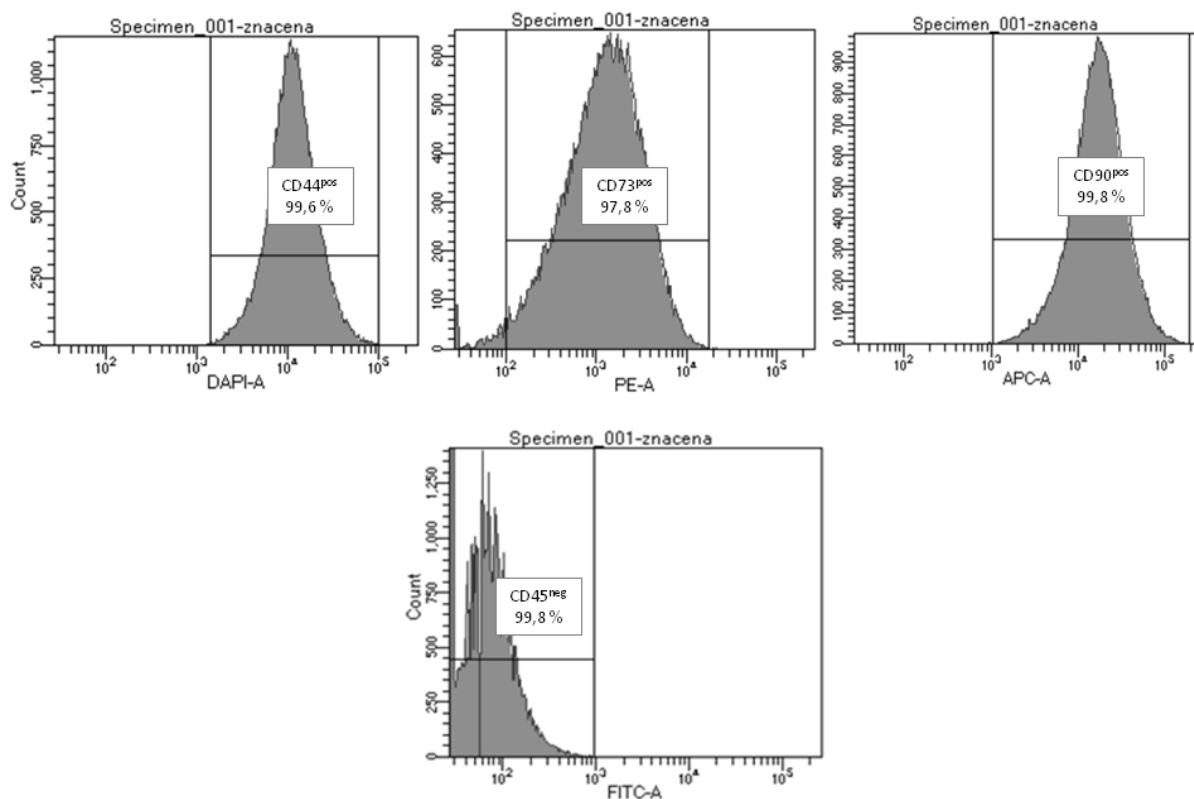 Specimen_001-znacena
Count
1,000
750
500
250
0
CD44pos
99,6 %
10² 10³ 10⁴ 10⁵
DAPI-A
Specimen_001-znacena
600
500
400
300
200
100
0
CD73pos
97,8 %
10² 10³ 10⁴ 10⁵
PE-A
Specimen_001-znacena
900
800
700
600
500
400
300
200
100
0
CD90pos
99,8 %
10² 10³ 10⁴ 10⁵
APC-A
Specimen_001-znacena
Count
1,250
1,000
750
500
250
0
CD45neg
99,8 %
10² 10³ 10⁴ 10⁵
FITC-A